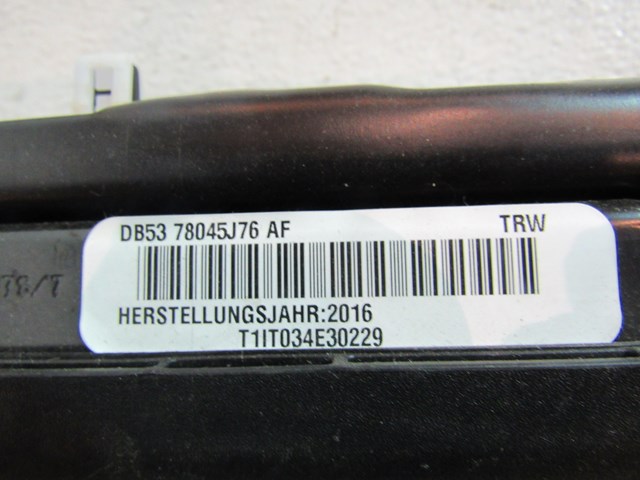 DB53 78045J76 AF TRW
HERSTELLUNGSJAHR:2016
T1IT034E30229